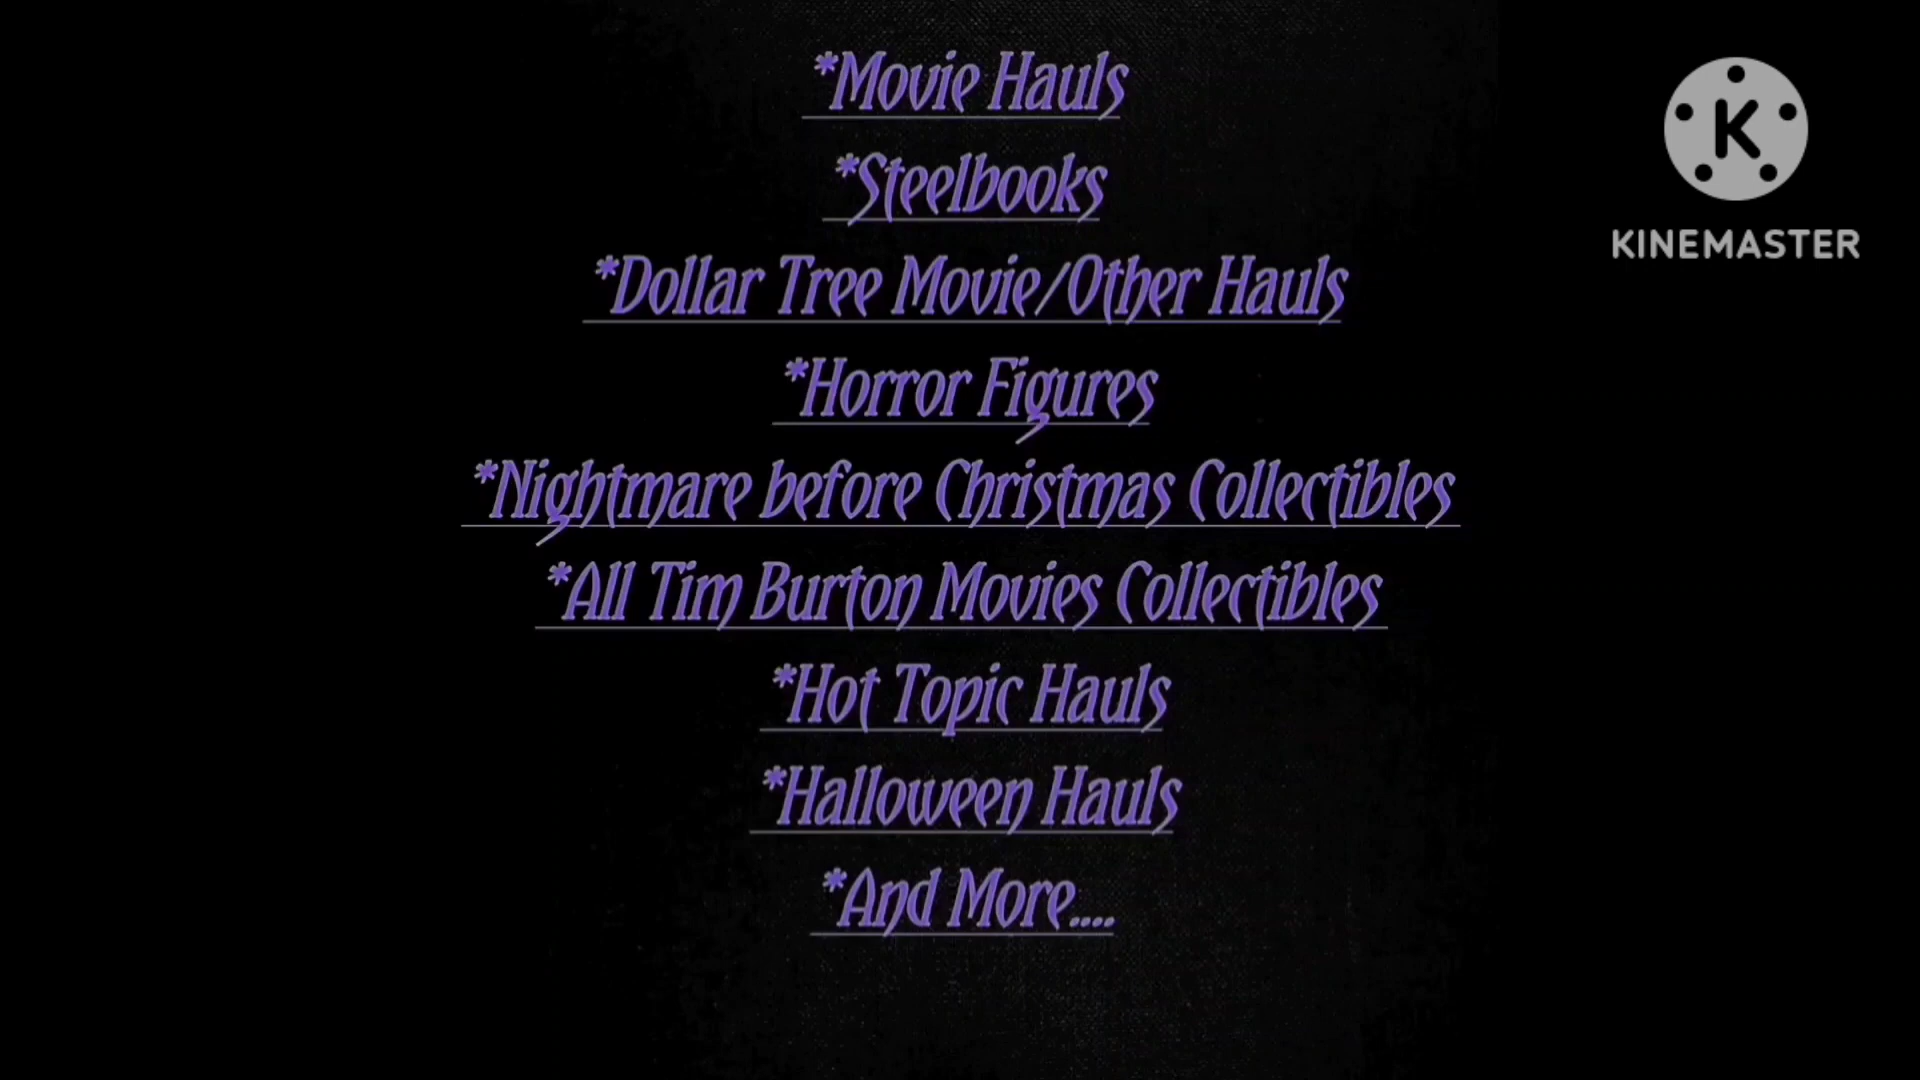 *Movie Hauls
*Steelbooks
*Dollar Tree Movie/Other Hauls
*Horror Figures
*Nightmare before Christmas Collectibles
*All Tim Burton Movies Collectibles
*Hot Topic Hauls
*Halloween Hauls
*And More....
K
KINEMASTER